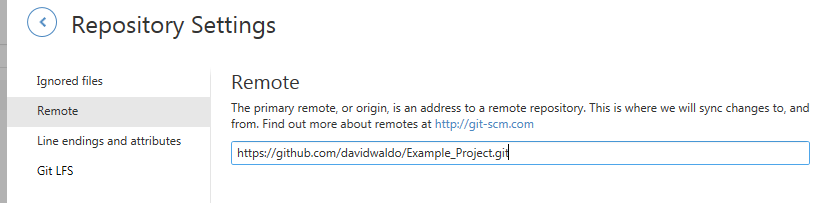 Repository Settings
Ignored files
Remote
Line endings and attributes
Git LFS
Remote
The primary remote, or origin, is an address to a remote repository. This is where we will sync changes to, and
from. Find out more about remotes at http://git-scm.com
https://github.com/davidwaldo/Example_Project.git